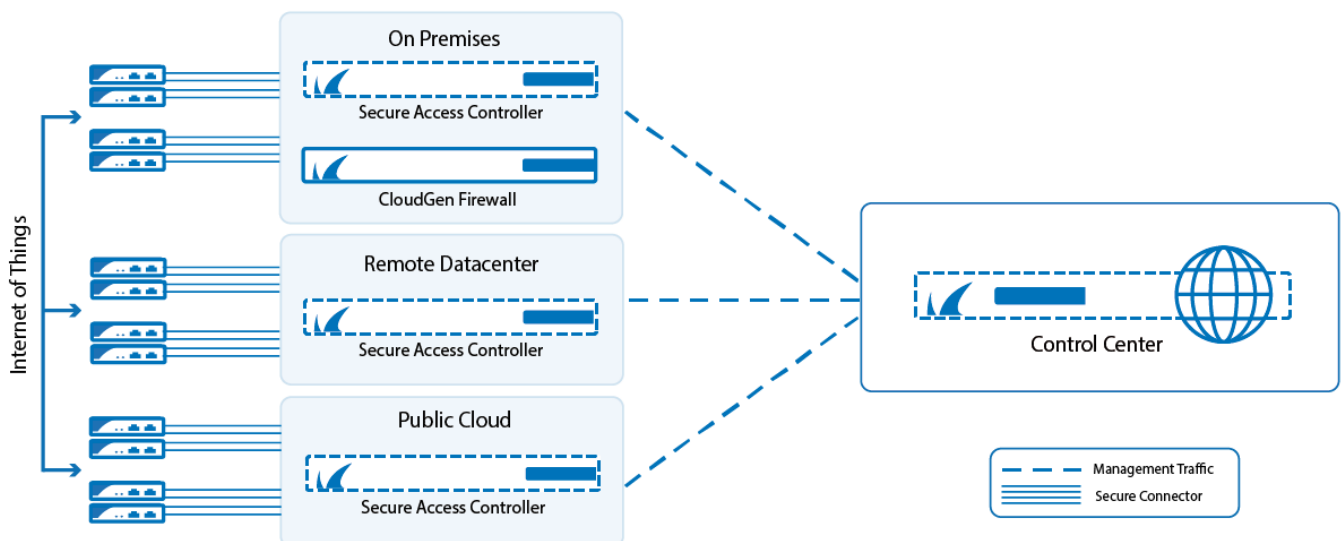 Internet of Things
On Premises
Secure Access Controller
CloudGen Firewall
Remote Datacenter
Secure Access Controller
Public Cloud
Secure Access Controller
Control Center
Management Traffic
Secure Connector